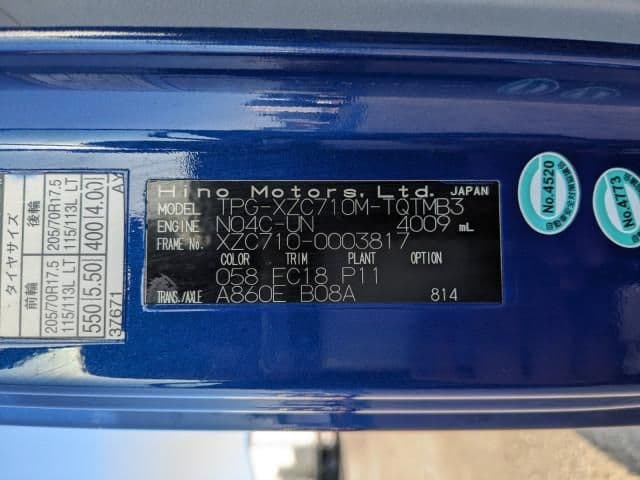 Hino Motors, Ltd. JAPAN
MODEL TPG-XZC710M-TQTMB3
ENGINE N04C-UN 4009 mL
FRAME No. XZC710-0003817
COLOR TRIM PLANT OPTION
058 FC18 P11
TRANS./AXLE A860E B08A 814
タイヤサイズ
前輪 後輪
205/70R17.5 205/70R17.5
115/113L LT 115/113L LT
550 5.50 400 4.00
37671 AY
No.4520
No.4773